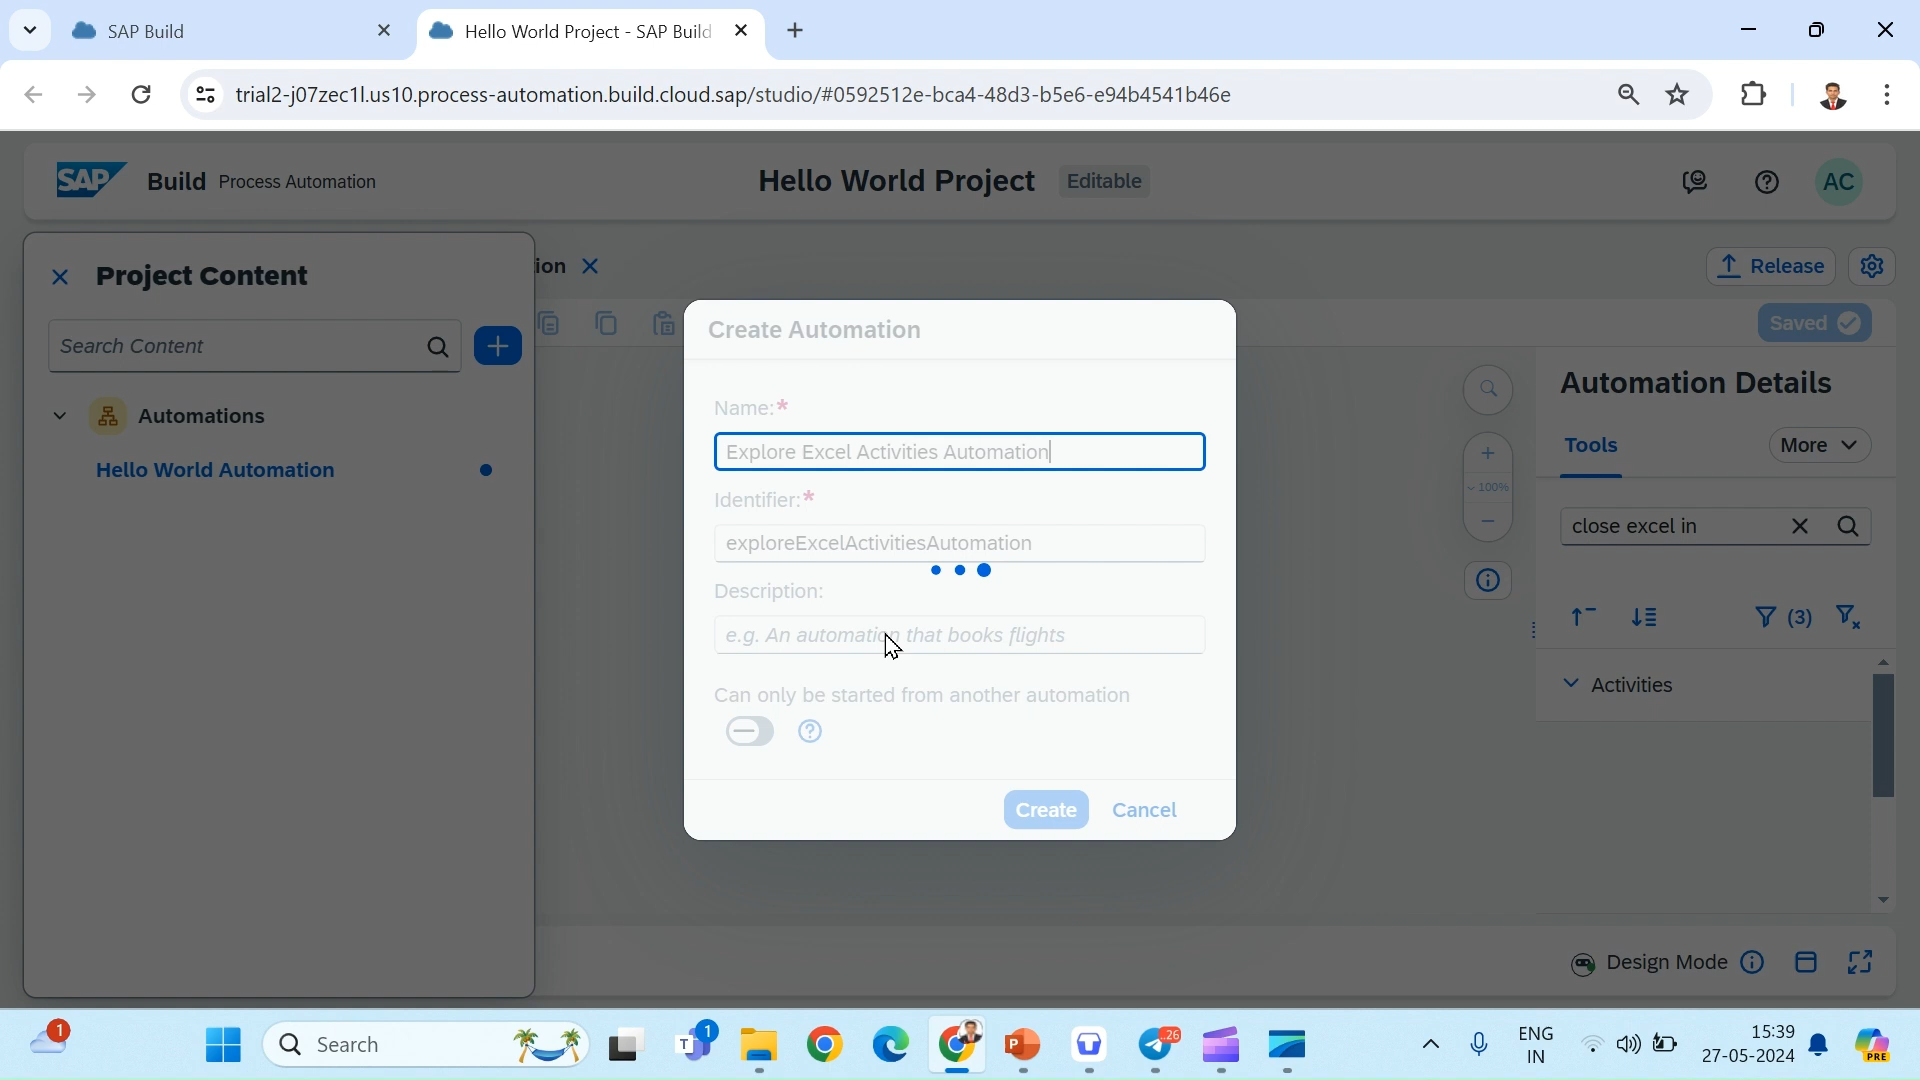 SAP Build
Hello World Project - SAP Build
trial2-j07zec1l.us10.process-automation.build.cloud.sap/studio/#0592512e-bca4-48d3-b5e6-e94b4541b46e
SAP Build Process Automation
Hello World Project Editable
AC
Project Content
ion
Release
Search Content
Saved
Automations
Hello World Automation
Create Automation
Name:*
Explore Excel Activities Automation
Identifier:*
exploreExcelActivitiesAutomation
Description:
e.g. An automation that books flights
Can only be started from another automation
Create Cancel
100%
Automation Details
Tools More
close excel in
(3)
Activities
Design Mode
1
Search
T
1
P
26
ENG
IN
15:39
27-05-2024
PRE